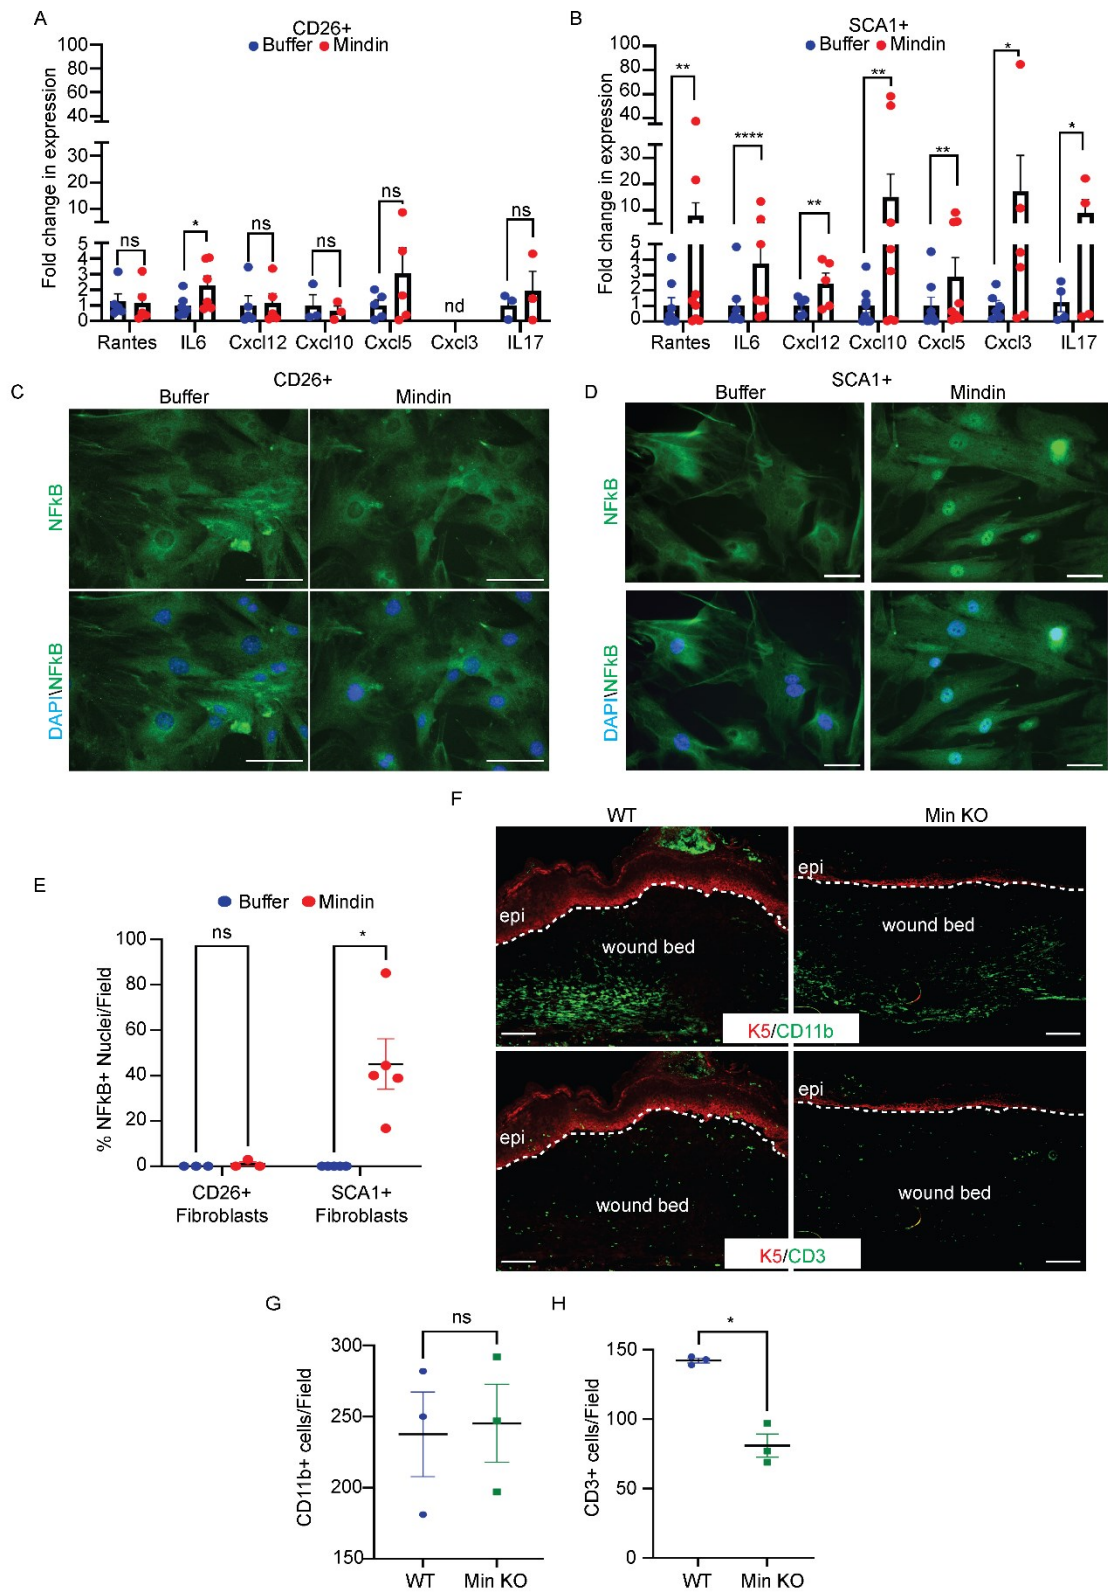 A
CD26+
Buffer Mindin
Fold change in expression
100
80
60
40
30
20
10
5
4
3
2
1
0
ns * ns ns ns nd ns
Rantes IL6 Cxcl12 Cxcl10 Cxcl5 Cxcl3 IL17
B
SCA1+
Buffer Mindin
Fold change in expression
100
80
60
40
30
20
10
5
4
3
2
1
0
** **** ** ** ** * *
Rantes IL6 Cxcl12 Cxcl10 Cxcl5 Cxcl3 IL17
C
CD26+
Buffer Mindin
NFkB
DAPI\NFkB
D
SCA1+
Buffer Mindin
NFkB
DAPI\NFkB
E
Buffer Mindin
% NFkB+ Nuclei/Field
100
80
60
40
20
0
ns *
CD26+ SCA1+
Fibroblasts Fibroblasts
F
WT Min KO
epi epi
wound bed wound bed
K5/CD11b
epi epi
wound bed wound bed
K5/CD3
G
CD11b+ cells/Field
300
250
200
150
ns
WT Min KO
H
CD3+ cells/Field
150
100
50
0
*
WT Min KO